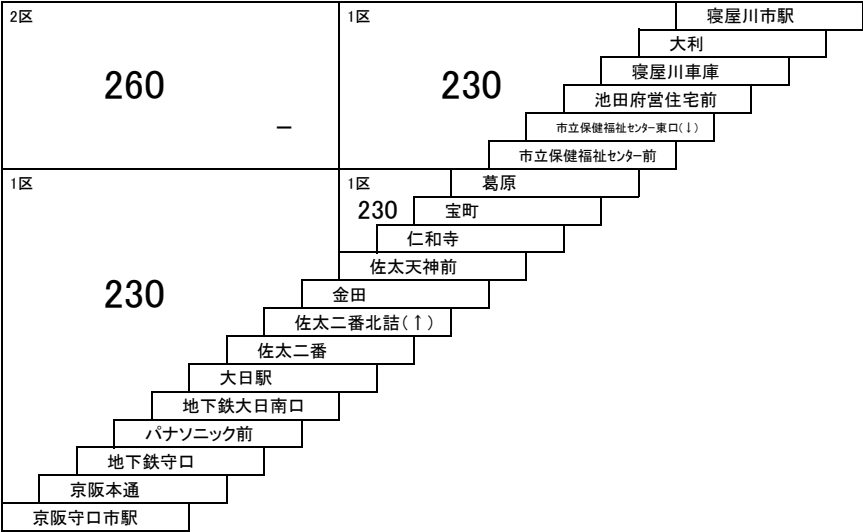 2区
1区
寝屋川市駅
大利
260
230
寝屋川車庫
池田府営住宅前
－
市立保健福祉センター東口(↓)
市立保健福祉センター前
1区
1区
葛原
230
宝町
仁和寺
佐太天神前
230
金田
佐太二番北詰(↑)
佐太二番
大日駅
地下鉄大日南口
パナソニック前
地下鉄守口
京阪本通
京阪守口市駅